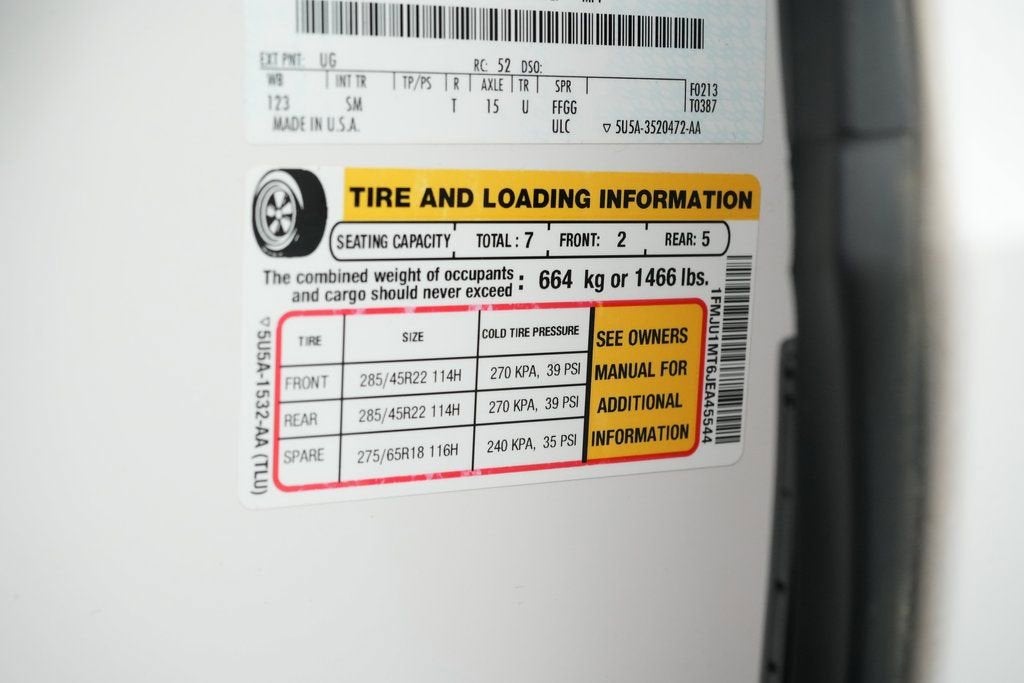 EXT PNT: UG
RC: 52 DSO:
WB INT TR TP/PS R AXLE TR SPR
F0213
123 SM T 15 U FFGG
T0387
MADE IN U.S.A. ULC ▽ 5U5A-3520472-AA
TIRE AND LOADING INFORMATION
SEATING CAPACITY TOTAL : 7 FRONT: 2 REAR: 5
The combined weight of occupants
and cargo should never exceed : 664 kg or 1466 lbs.
TIRE SIZE COLD TIRE PRESSURE
FRONT 285/45R22 114H 270 KPA, 39 PSI
REAR 285/45R22 114H 270 KPA, 39 PSI
SPARE 275/65R18 116H 240 KPA, 35 PSI
SEE OWNERS
MANUAL FOR
ADDITIONAL
INFORMATION
▽5U5A-1532-AA (TLU)
1FMJU1MT6JEA45544